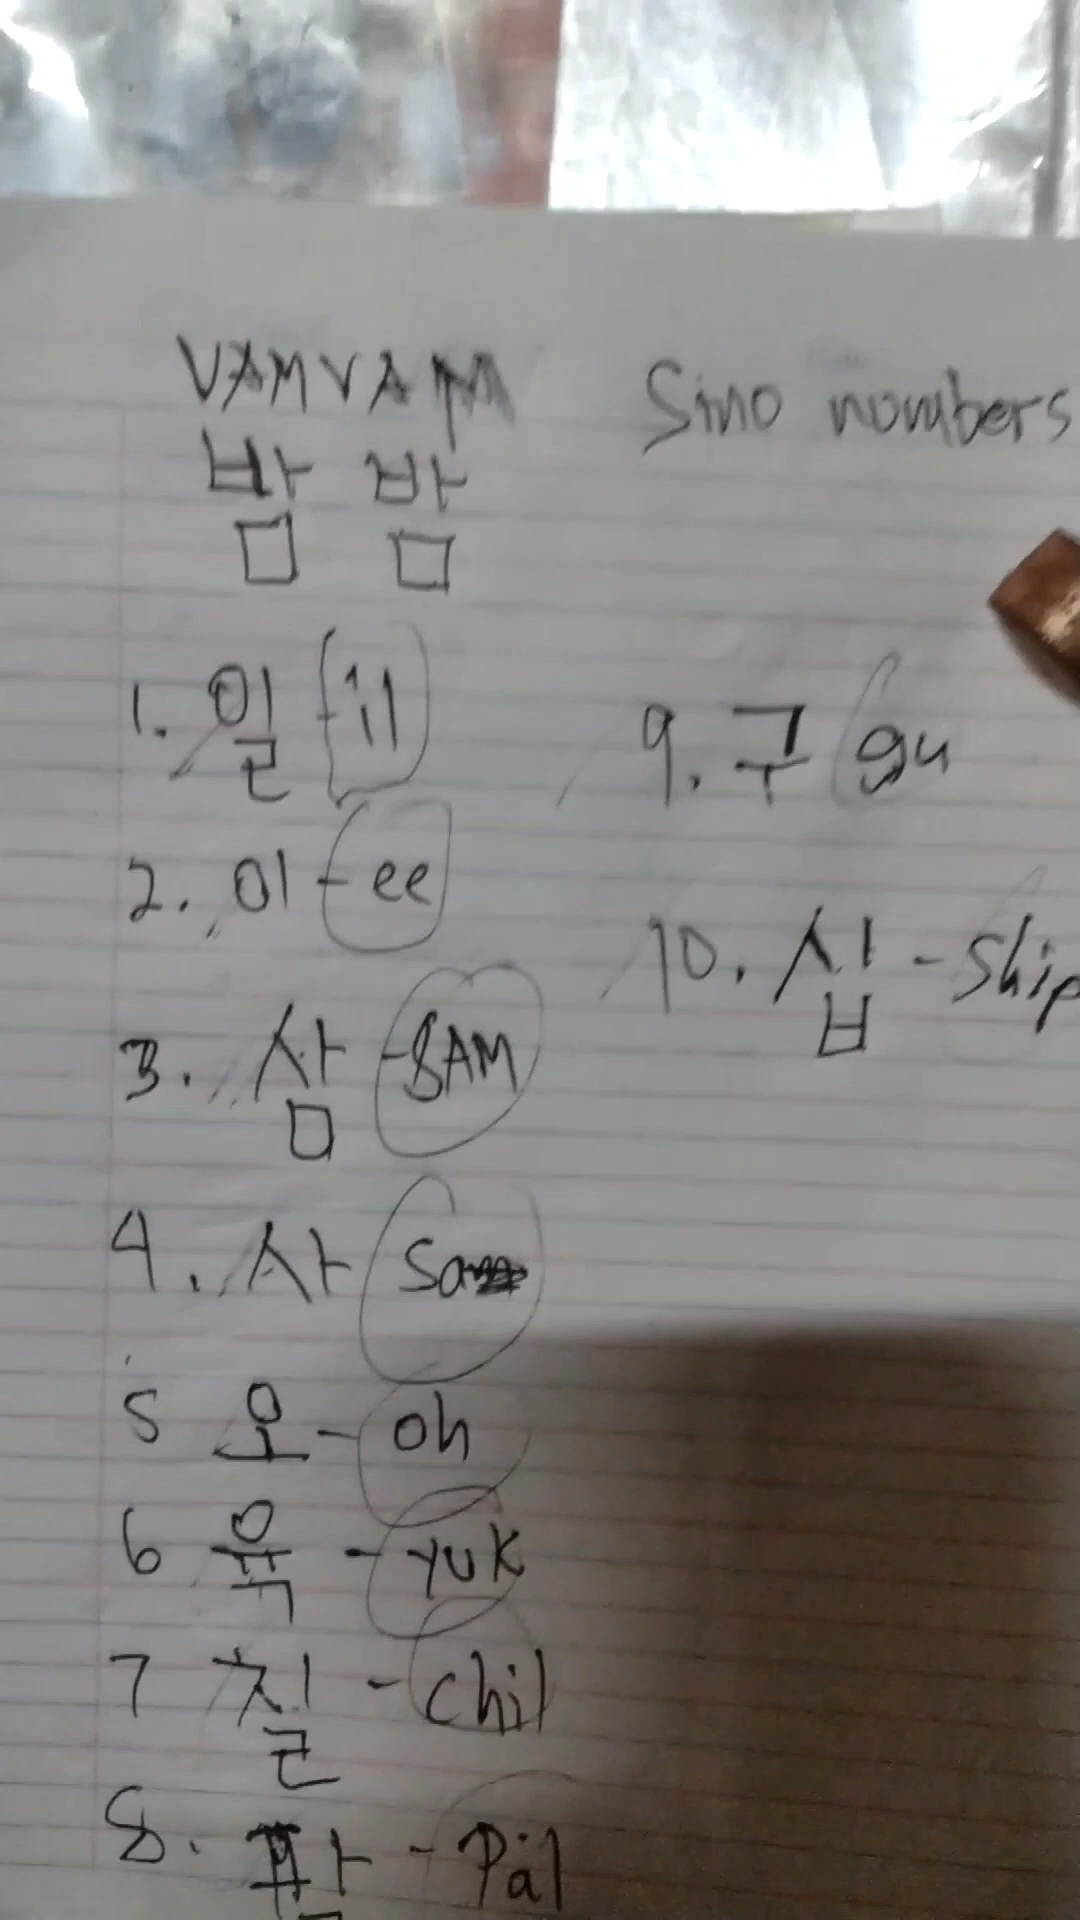 VAMVAM
밤 밤
Sino numbers
1. 일 - il
2. 이 - ee
3. 삼 - SAM
4. 사 sa
5 오 - oh
6 육 - yuk
7 칠 - chil
8. 팔 - Pal
9. 구 gu
10. 십 - Ship